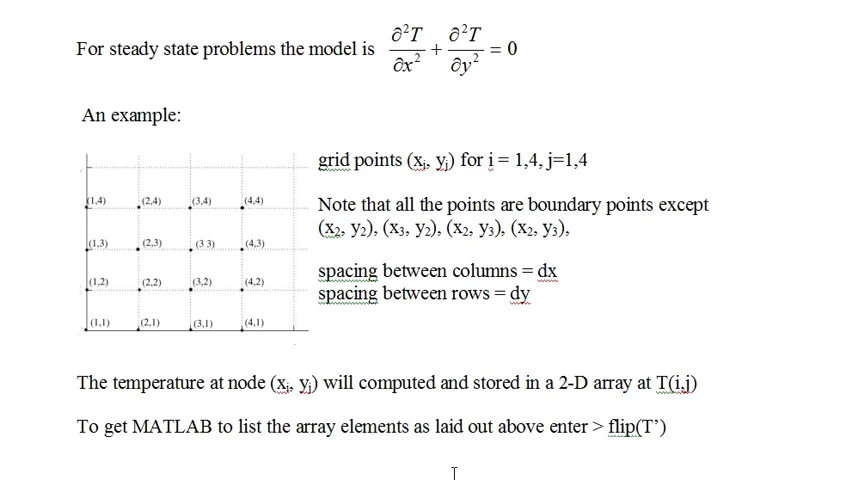 For steady state problems the model is ∂²T/∂x² + ∂²T/∂y² = 0
An example:
grid points (xᵢ, yⱼ) for i = 1,4, j=1,4
(1,4) (2,4) (3,4) (4,4)
Note that all the points are boundary points except
(x₂, y₂), (x₃, y₂), (x₂, y₃), (x₂, y₃),
(1,3) (2,3) (3 3) (4,3)
spacing between columns = dx
(1,2) (2,2) (3,2) (4,2)
spacing between rows = dy
(1,1) (2,1) (3,1) (4,1)
The temperature at node (xᵢ, yⱼ) will computed and stored in a 2-D array at T(i,j)
To get MATLAB to list the array elements as laid out above enter > flip(T’)